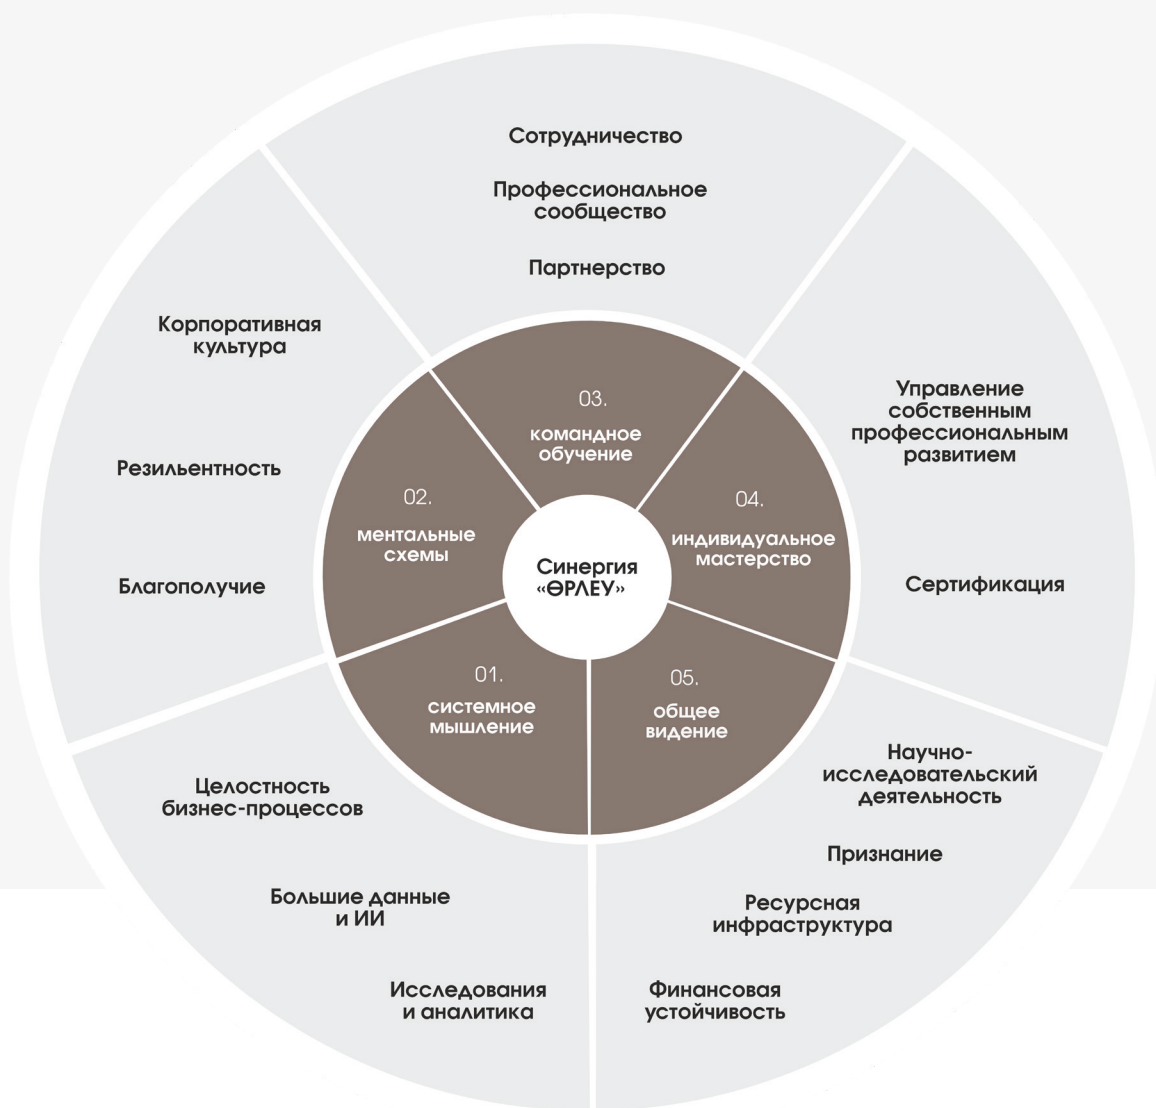 Сотрудничество
Профессиональное
сообщество
Партнерство
Корпоративная
культура
Резильентность
Благополучие
Управление
собственным
профессиональным
развитием
Сертификация
03.
командное
обучение
02.
ментальные
схемы
04.
индивидуальное
мастерство
Синергия
«ӨРЛЕУ»
01.
системное
мышление
05.
общее
видение
Целостность
бизнес-процессов
Большие данные
и ИИ
Исследования
и аналитика
Научно-
исследовательский
деятельность
Признание
Ресурсная
инфраструктура
Финансовая
устойчивость